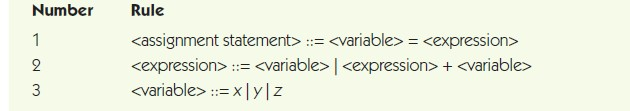 Number Rule
1 <assignment statement> ::= <variable> = <expression>
2 <expression> ::= <variable> | <expression> + <variable>
3 <variable> ::= x | y | z